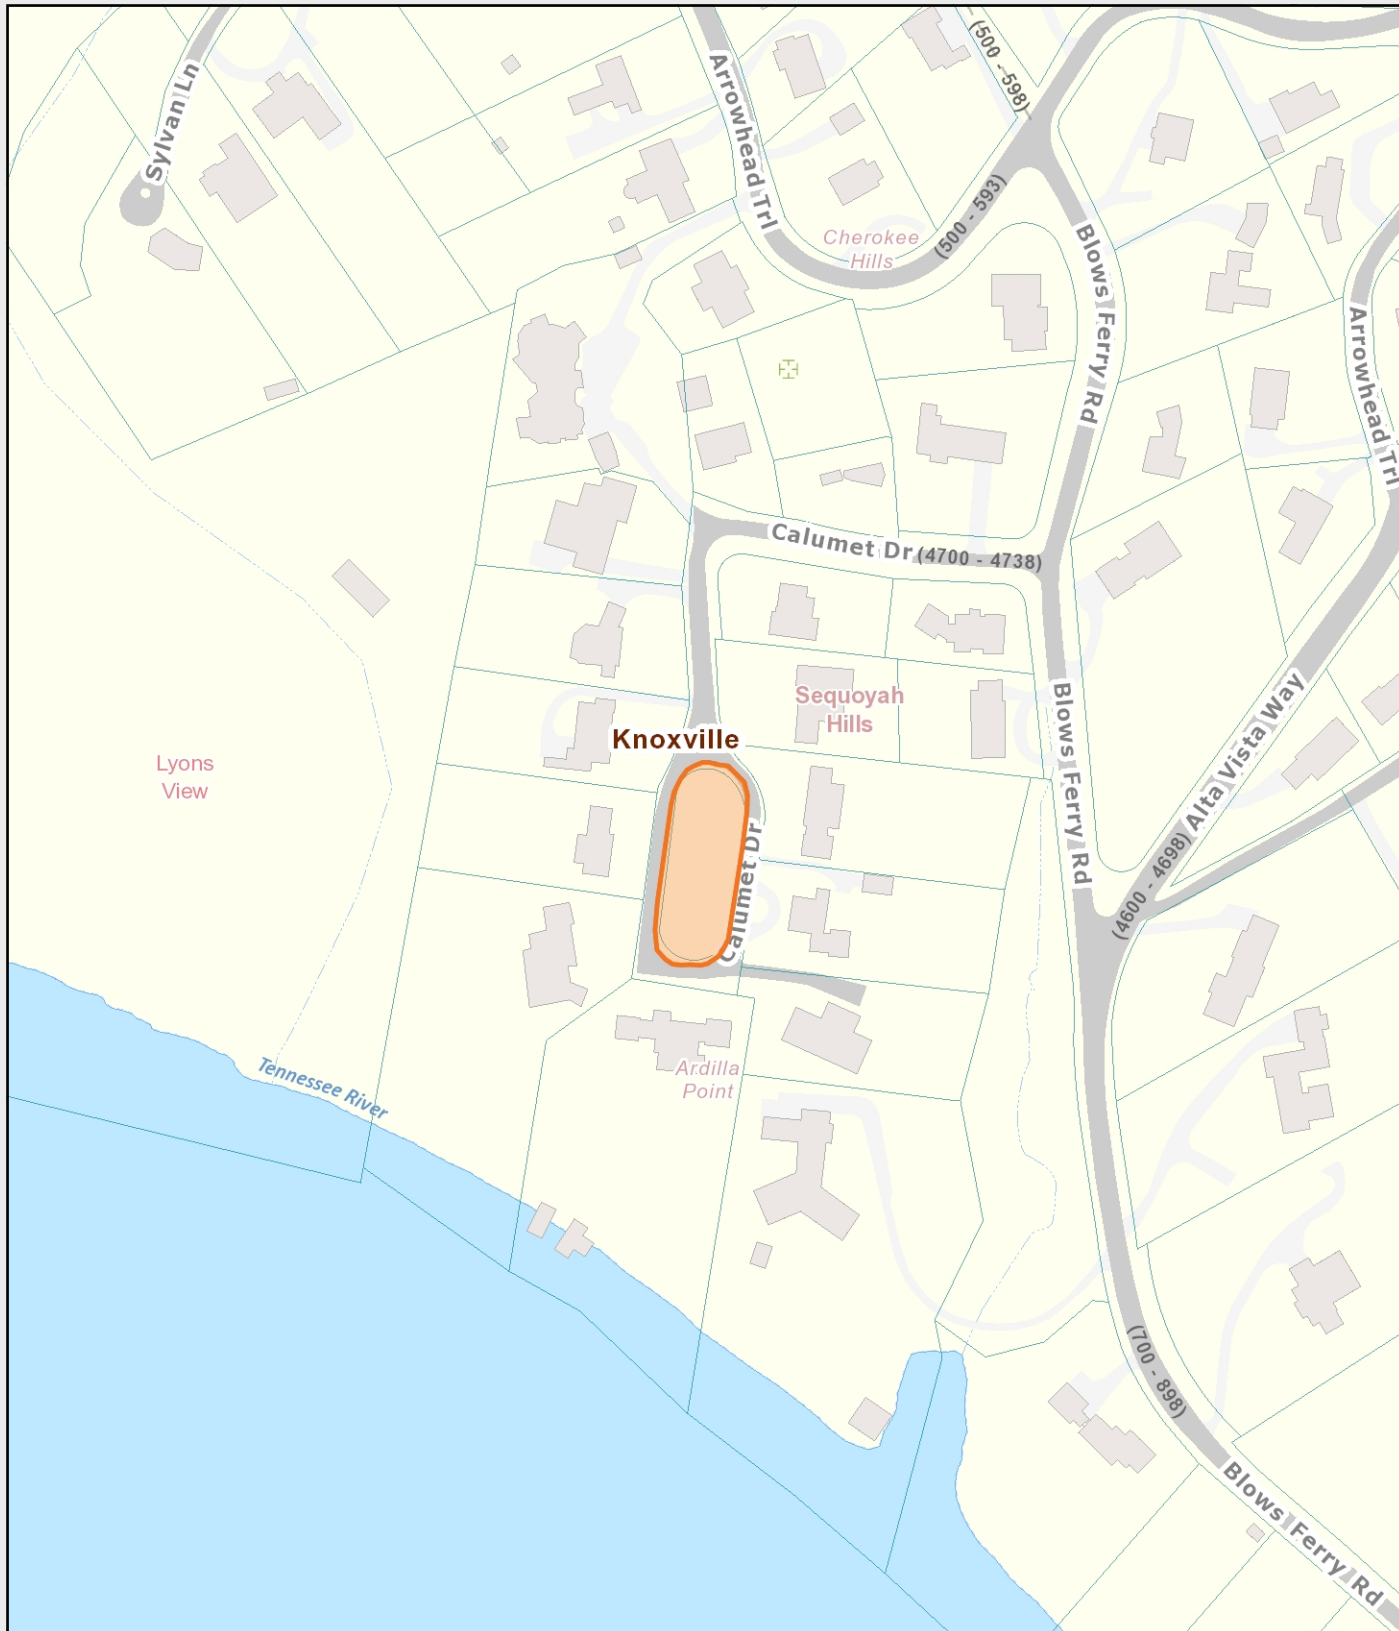 Sylvan Ln
Arrowhead Trl
(500 - 598)
(500 - 593)
Cherokee
Hills
Blows Ferry Rd
Arrowhead Trl
Calumet Dr
(4700 - 4738)
Sequoyah
Hills
Knoxville
Lyons
View
Blows Ferry Rd
Alta Vista Way
(4600 - 4698)
Calumet Dr
Ardilla
Point
Tennessee River
(700 - 898)
Blows Ferry Rd